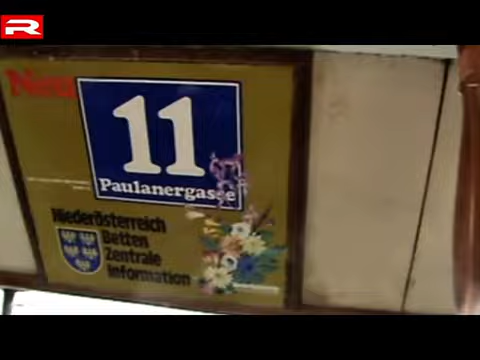 R
Neu
11
Paulanergasse
Niederösterreich
Betten
Zentrale
Information